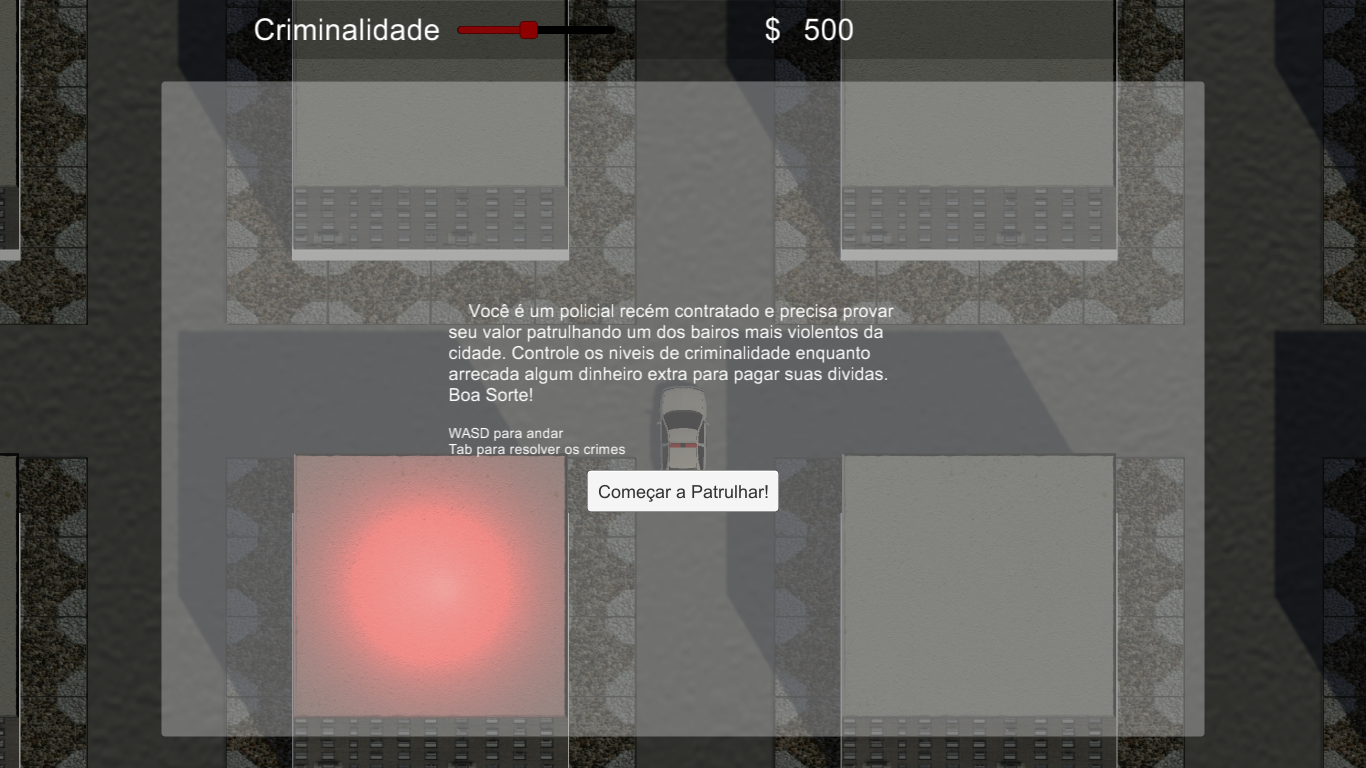 Criminalidade $ 500
Você é um policial recém contratado e precisa provar
seu valor patrulhando um dos bairos mais violentos da
cidade. Controle os niveis de criminalidade enquanto
arrecada algum dinheiro extra para pagar suas dividas.
Boa Sorte!
WASD para andar
Tab para resolver os crimes
Começar a Patrulhar!